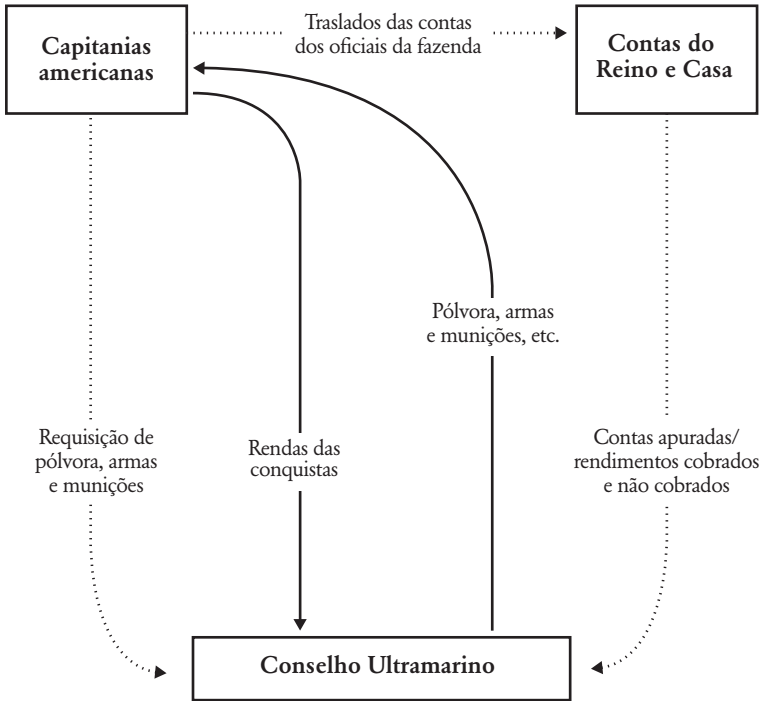 Capitanias
americanas
Traslados das contas
dos oficiais da fazenda
Contas do
Reino e Casa
Pólvora, armas
e munições, etc.
Requisição de
pólvora, armas
e munições
Rendas das
conquistas
Contas apuradas/
rendimentos cobrados
e não cobrados
Conselho Ultramarino